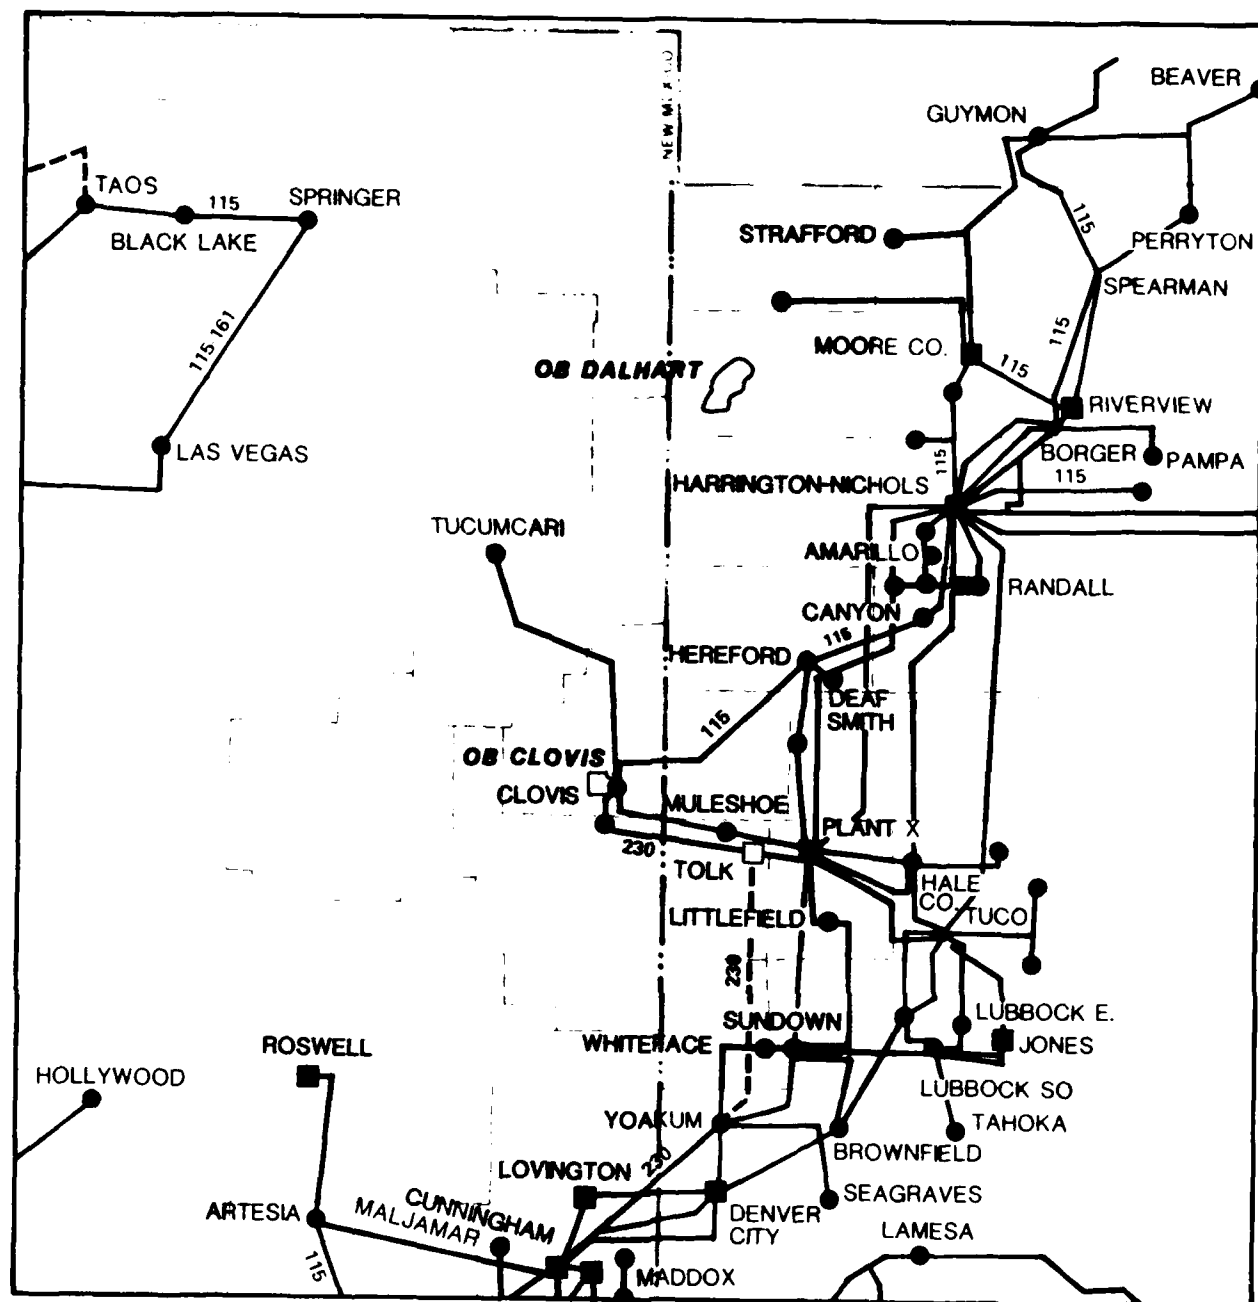 BEAVER
GUYMON
NEW MEXICO
TAOS
115
SPRINGER
BLACK LAKE
115
STRAFFORD
PERRYTON
SPEARMAN
115-161
115
MOORE CO.
115
OB DALHART
RIVERVIEW
LAS VEGAS
BORGER
PAMPA
115
115
HARRINGTON-NICHOLS
TUCUMCARI
AMARILLO
RANDALL
CANYON
115
HEREFORD
DEAF
SMITH
115
OB CLOVIS
CLOVIS
MULESHOE
PLANT X
230
TOLK
HALE
CO.
TUCO
LITTLEFIELD
230
SUNDOWN
LUBBOCK E.
ROSWELL
WHITEFACE
JONES
HOLLYWOOD
LUBBOCK SO
YOAKUM
TAHOKA
BROWNFIELD
230
LOVINGTON
SEAGRAVES
CUNNINGHAM
MALJAMAR
ARTESIA
DENVER
CITY
LAMESA
115
MADDOX